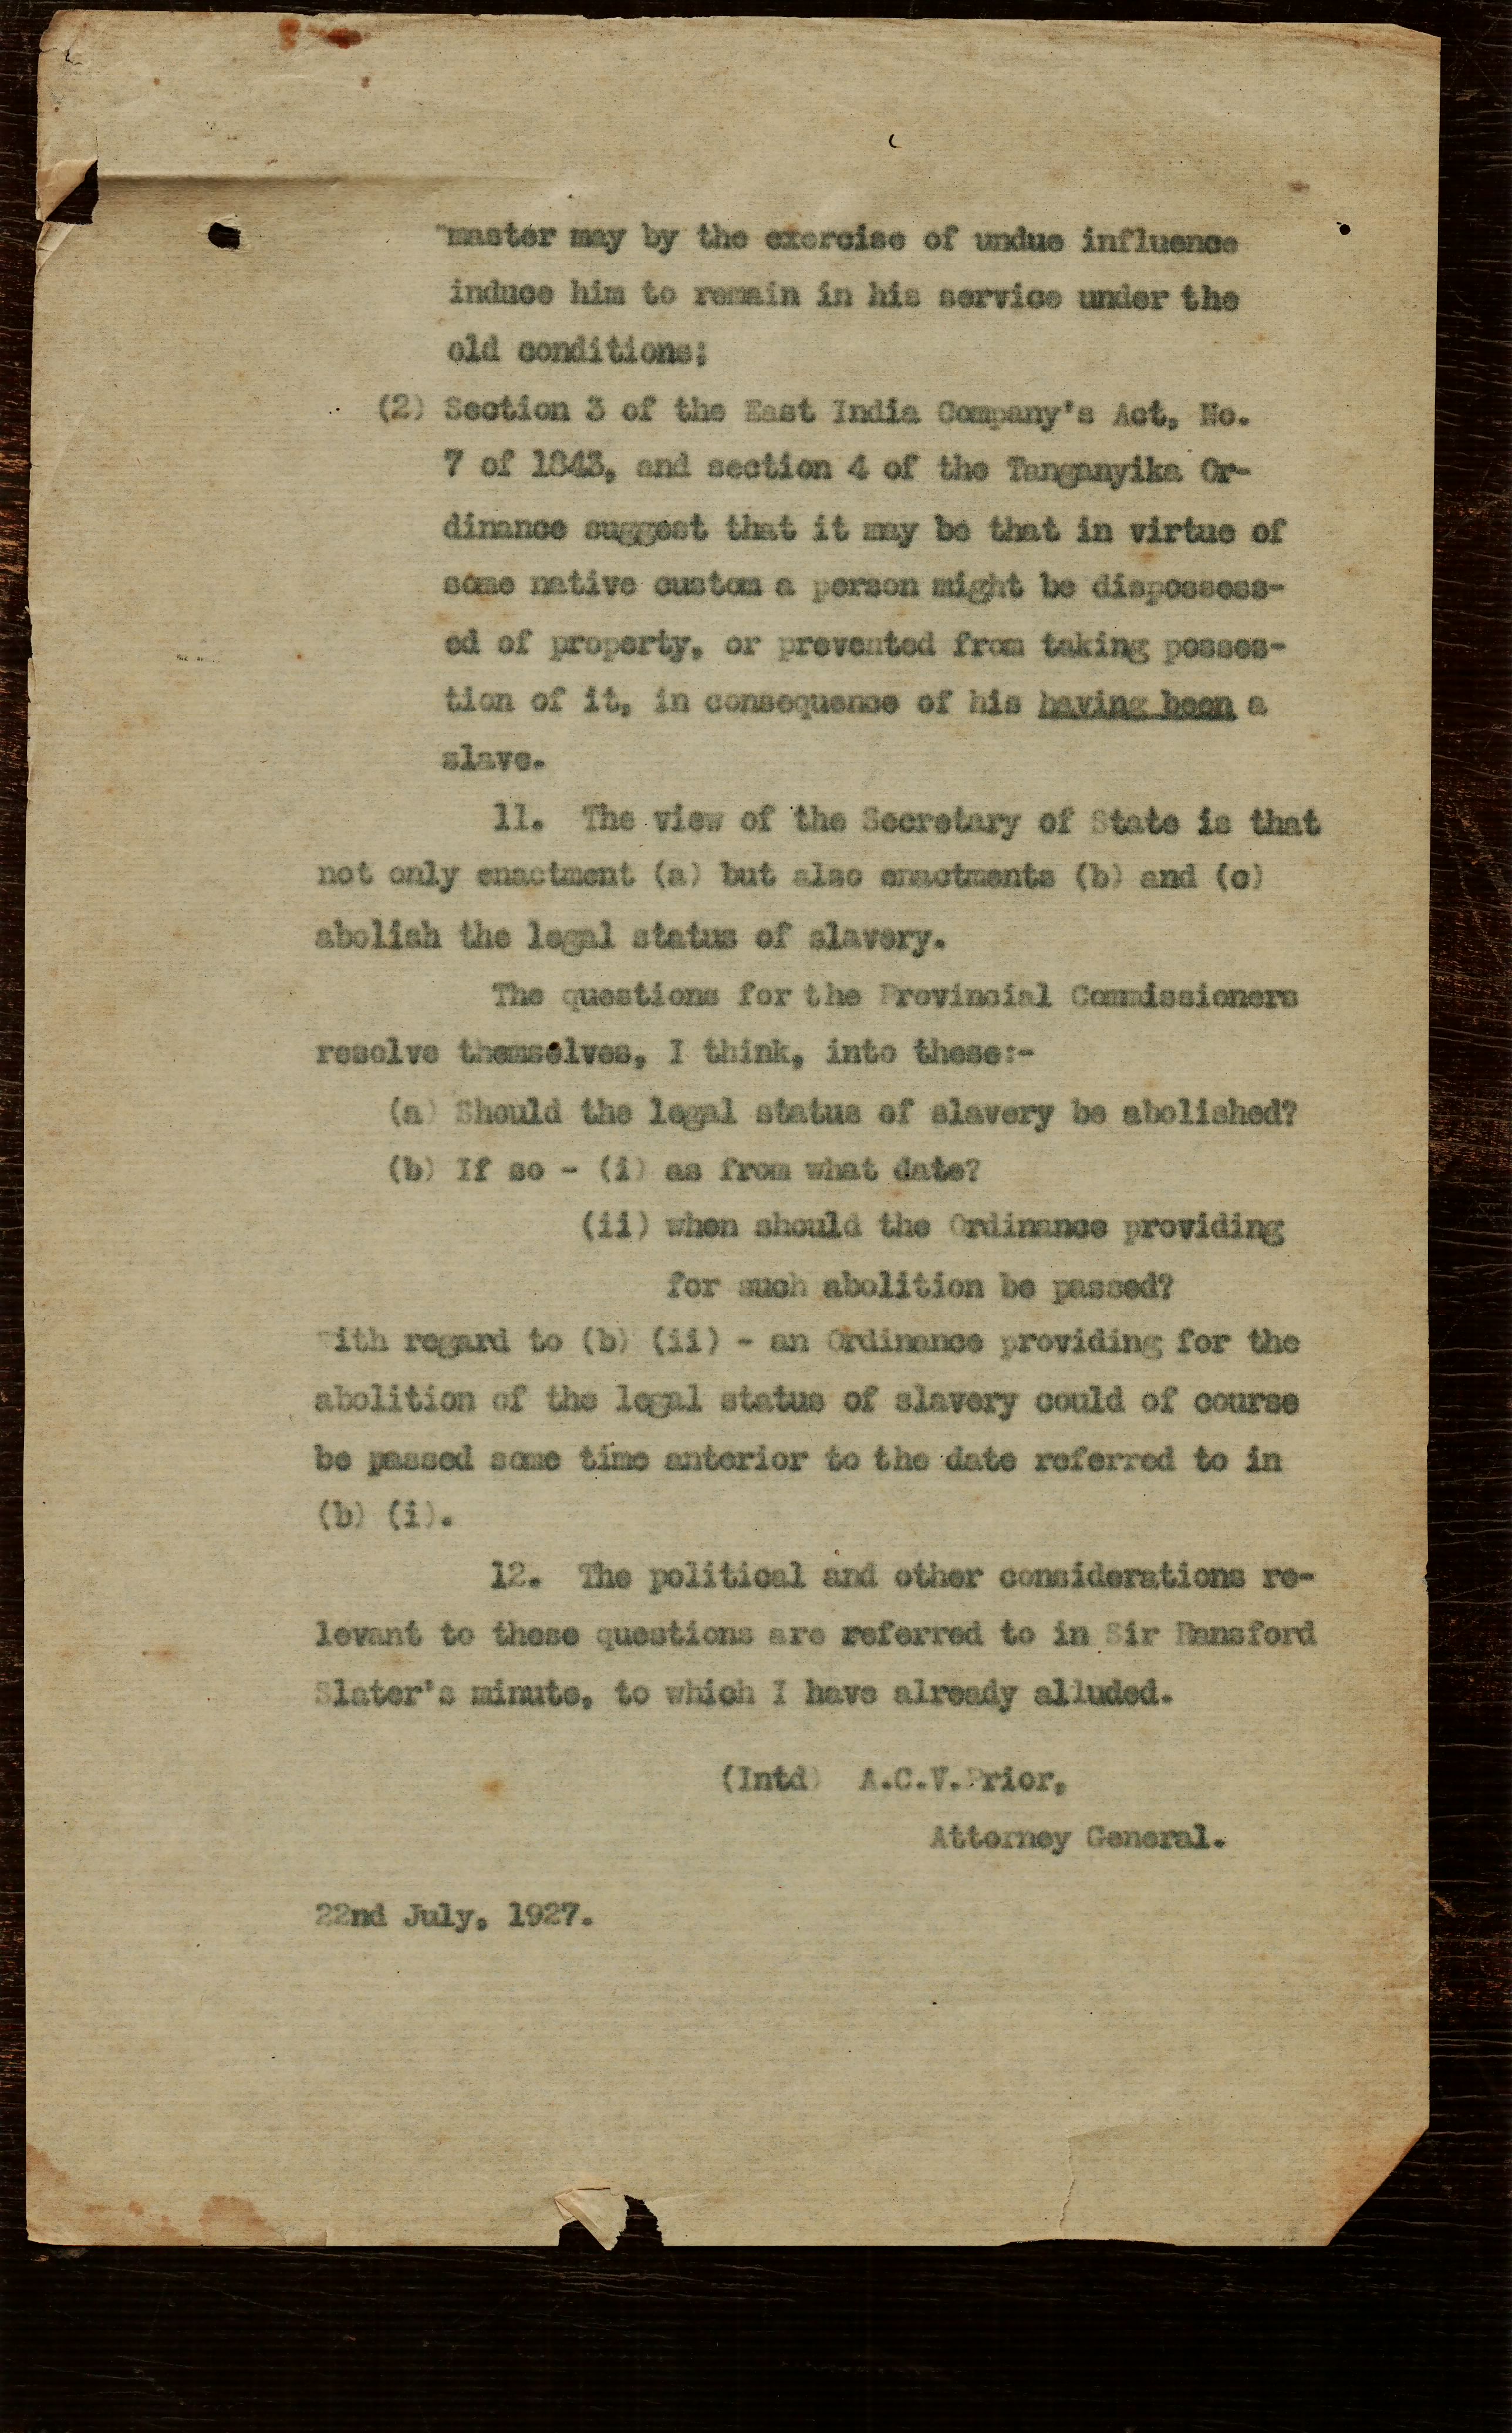 "master may by the exercise of undue influence
induce him to remain in his service under the
old conditions;
(2) Section 3 of the East India Company's Act, No.
7 of 1843, and section 4 of the Tanganyika Or-
dinance suggest that it may be that in virtue of
some native custom a person might be dispossess-
ed of property, or prevented from taking posses-
tion of it, in consequence of his having been a
slave.
11. The view of the Secretary of State is that
not only enactment (a) but also enactments (b) and (c)
abolish the legal status of slavery.
The questions for the Provincial Commissioners
resolve themselves, I think, into these:-
(a) Should the legal status of slavery be abolished?
(b) If so - (i) as from what date?
(ii) when should the Ordinance providing
for such abolition be passed?
With regard to (b) (ii) - an Ordinance providing for the
abolition of the legal status of slavery could of course
be passed some time anterior to the date referred to in
(b) (i).
12. The political and other considerations re-
levant to these questions are referred to in Sir Ransford
Slater's minute, to which I have already alluded.
(Intd) A.C.V.Prior,
Attorney General.
22nd July, 1927.